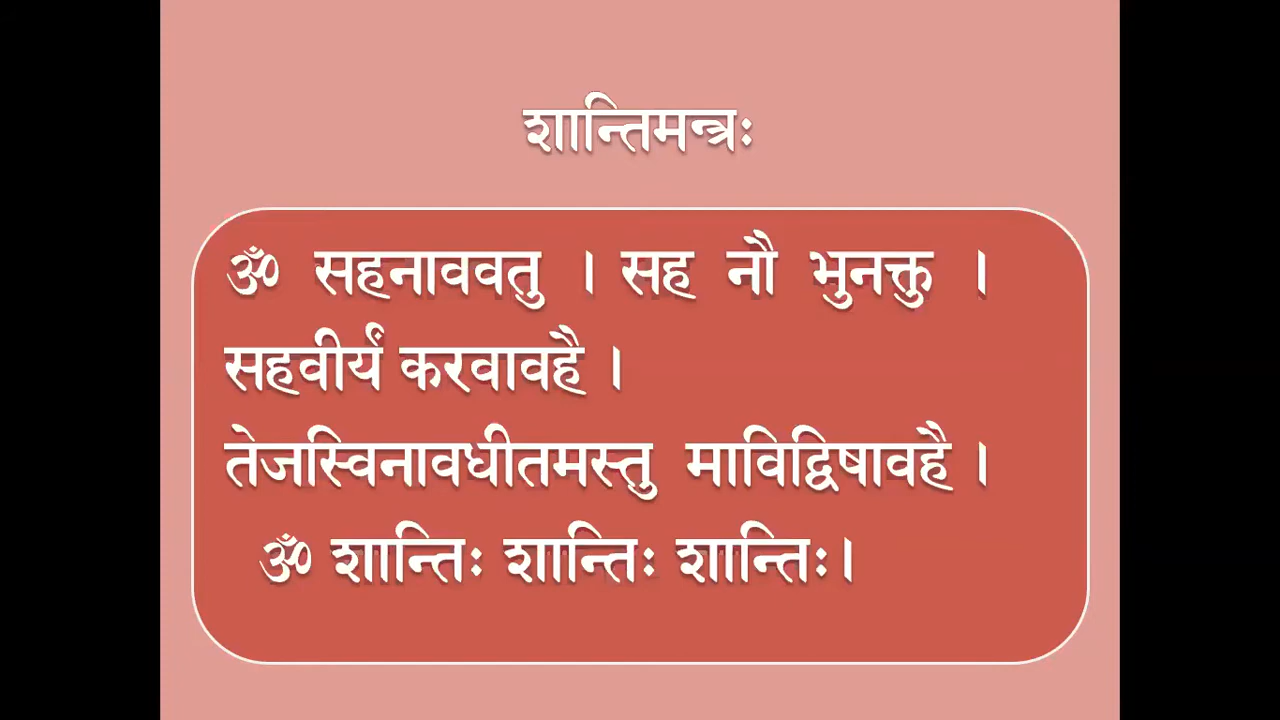 शान्तिमन्त्रः
ॐ सहनाववतु । सह नौ भुनक्तु ।
सहवीर्यं करवावहै ।
तेजस्विनावधीतमस्तु माविद्विषावहै ।
ॐ शान्तिः शान्तिः शान्तिः।